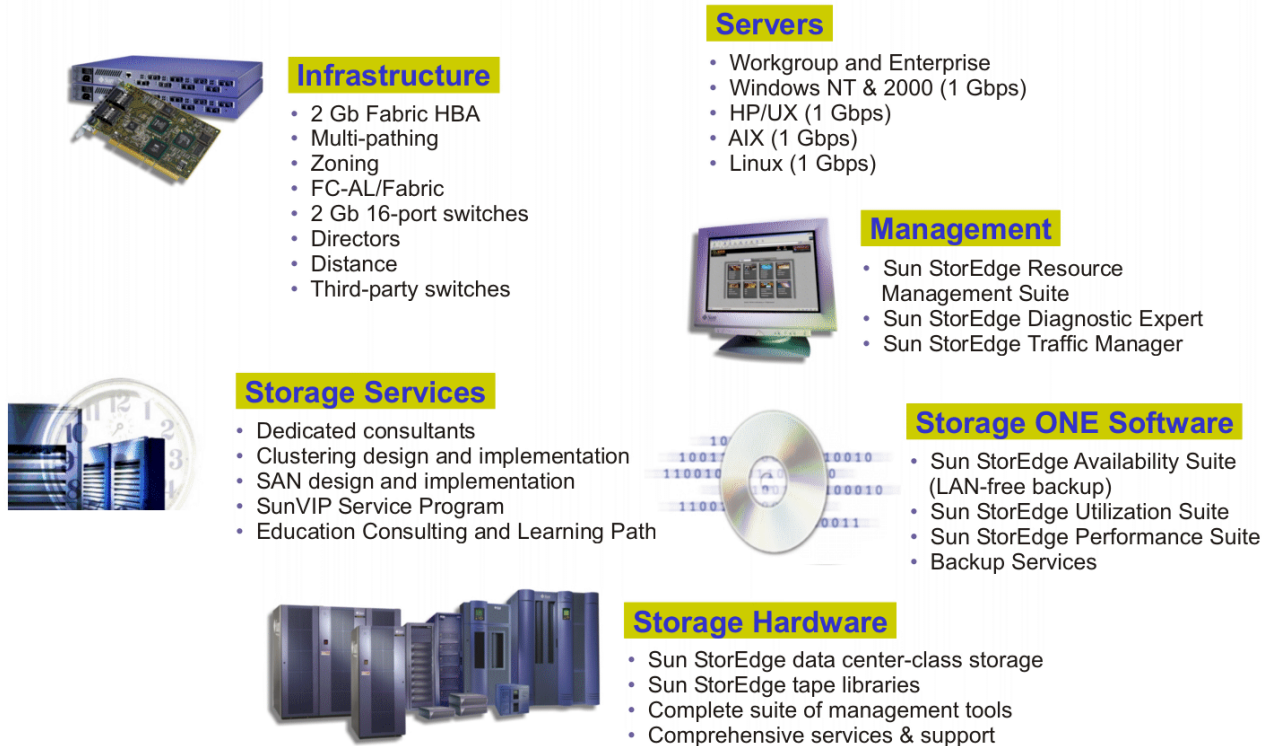 Servers
• Workgroup and Enterprise
• Windows NT & 2000 (1 Gbps)
• HP/UX (1 Gbps)
• AIX (1 Gbps)
• Linux (1 Gbps)
Infrastructure
• 2 Gb Fabric HBA
• Multi-pathing
• Zoning
• FC-AL/Fabric
• 2 Gb 16-port switches
• Directors
• Distance
• Third-party switches
Management
• Sun StorEdge Resource
Management Suite
• Sun StorEdge Diagnostic Expert
• Sun StorEdge Traffic Manager
Storage Services
• Dedicated consultants
• Clustering design and implementation
• SAN design and implementation
• SunVIP Service Program
• Education Consulting and Learning Path
Storage ONE Software
• Sun StorEdge Availability Suite
(LAN-free backup)
• Sun StorEdge Utilization Suite
• Sun StorEdge Performance Suite
• Backup Services
Storage Hardware
• Sun StorEdge data center-class storage
• Sun StorEdge tape libraries
• Complete suite of management tools
• Comprehensive services & support